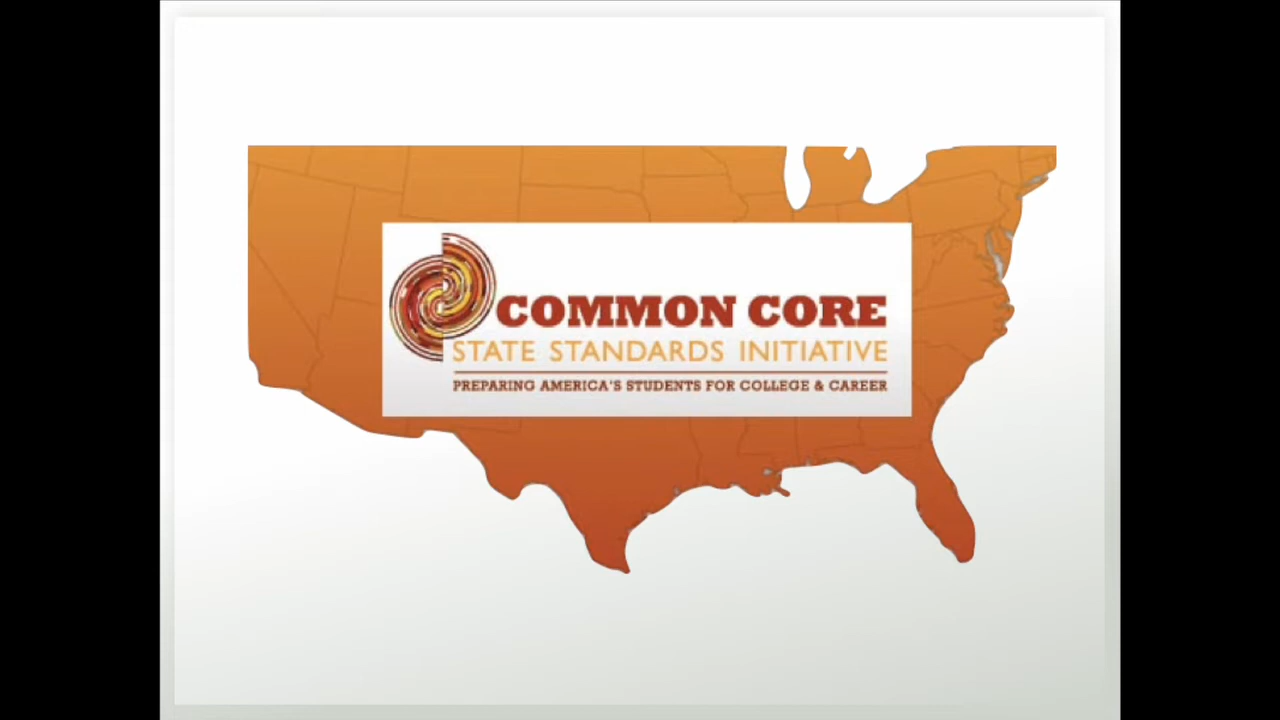 COMMON CORE
STATE STANDARDS INITIATIVE
PREPARING AMERICA'S STUDENTS FOR COLLEGE & CAREER